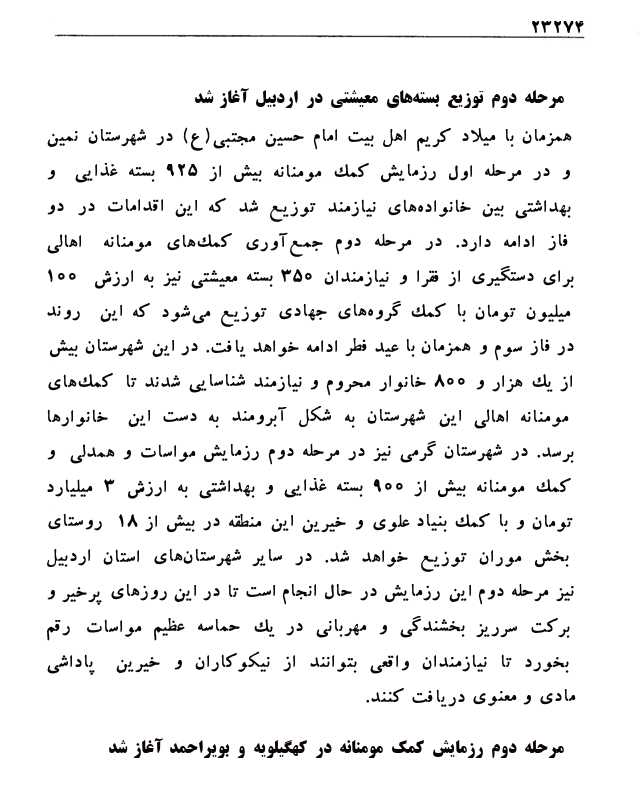 ۲۳۲۷۴
مرحله دوم توزیع بسته‌های معیشتی در اردبیل آغاز شد
همزمان با میلاد کریم اهل بیت امام حسین مجتبی(ع) در شهرستان نمین
و در مرحله اول رزمایش کمك مومنانه بیش از ۹۲۵ بسته غذایی و
بهداشتی بین خانواده‌های نیازمند توزیع شد که این اقدامات در دو
فاز ادامه دارد. در مرحله دوم جمع‌آوری کمك‌های مومنانه اهالی
برای دستگیری از فقرا و نیازمندان ۳۵۰ بسته معیشتی نیز به ارزش ۱۰۰
میلیون تومان با کمك گروه‌های جهادی توزیع می‌شود که این روند
در فاز سوم و همزمان با عید فطر ادامه خواهد یافت. در این شهرستان بیش
از یك هزار و ۸۰۰ خانوار محروم و نیازمند شناسایی شدند تا کمك‌های
مومنانه اهالی این شهرستان به شکل آبرومند به دست این خانوارها
برسد. در شهرستان گرمی نیز در مرحله دوم رزمایش مواسات و همدلی و
کمك مومنانه بیش از ۹۰۰ بسته غذایی و بهداشتی به ارزش ۳ میلیارد
تومان و با کمك بنیاد علوی و خیرین این منطقه در بیش از ۱۸ روستای
بخش موران توزیع خواهد شد. در سایر شهرستان‌های استان اردبیل
نیز مرحله دوم این رزمایش در حال انجام است تا در این روزهای پرخیر و
برکت سرریز بخشندگی و مهربانی در یك حماسه عظیم مواسات رقم
بخورد تا نیازمندان واقعی بتوانند از نیکوکاران و خیرین پاداشی
مادی و معنوی دریافت کنند.
مرحله دوم رزمایش کمک مومنانه در کهگیلویه و بویراحمد آغاز شد